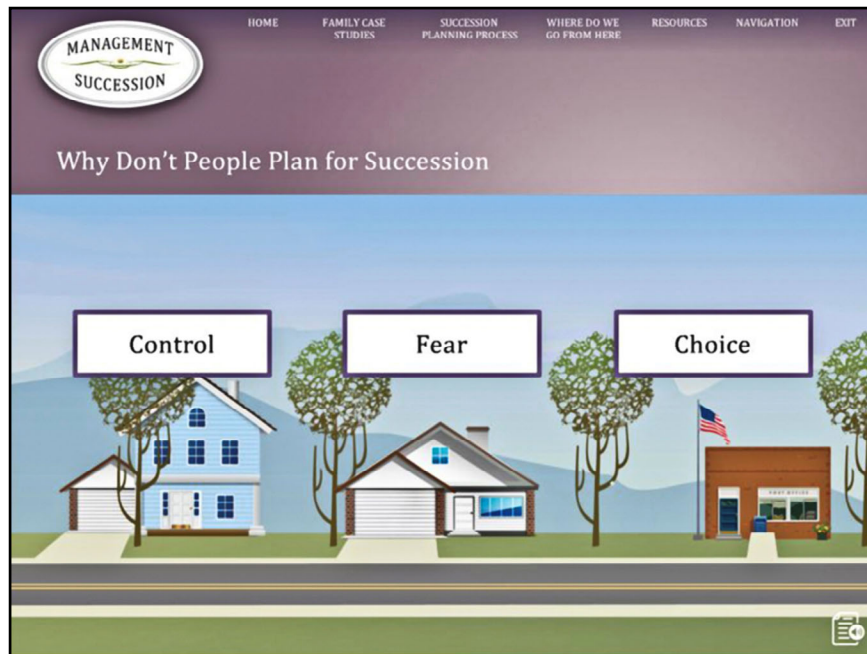 MANAGEMENT
SUCCESSION
HOME
FAMILY CASE
STUDIES
SUCCESSION
PLANNING PROCESS
WHERE DO WE
GO FROM HERE
RESOURCES
NAVIGATION
EXIT
Why Don't People Plan for Succession
Control
Fear
Choice
POST OFFICE